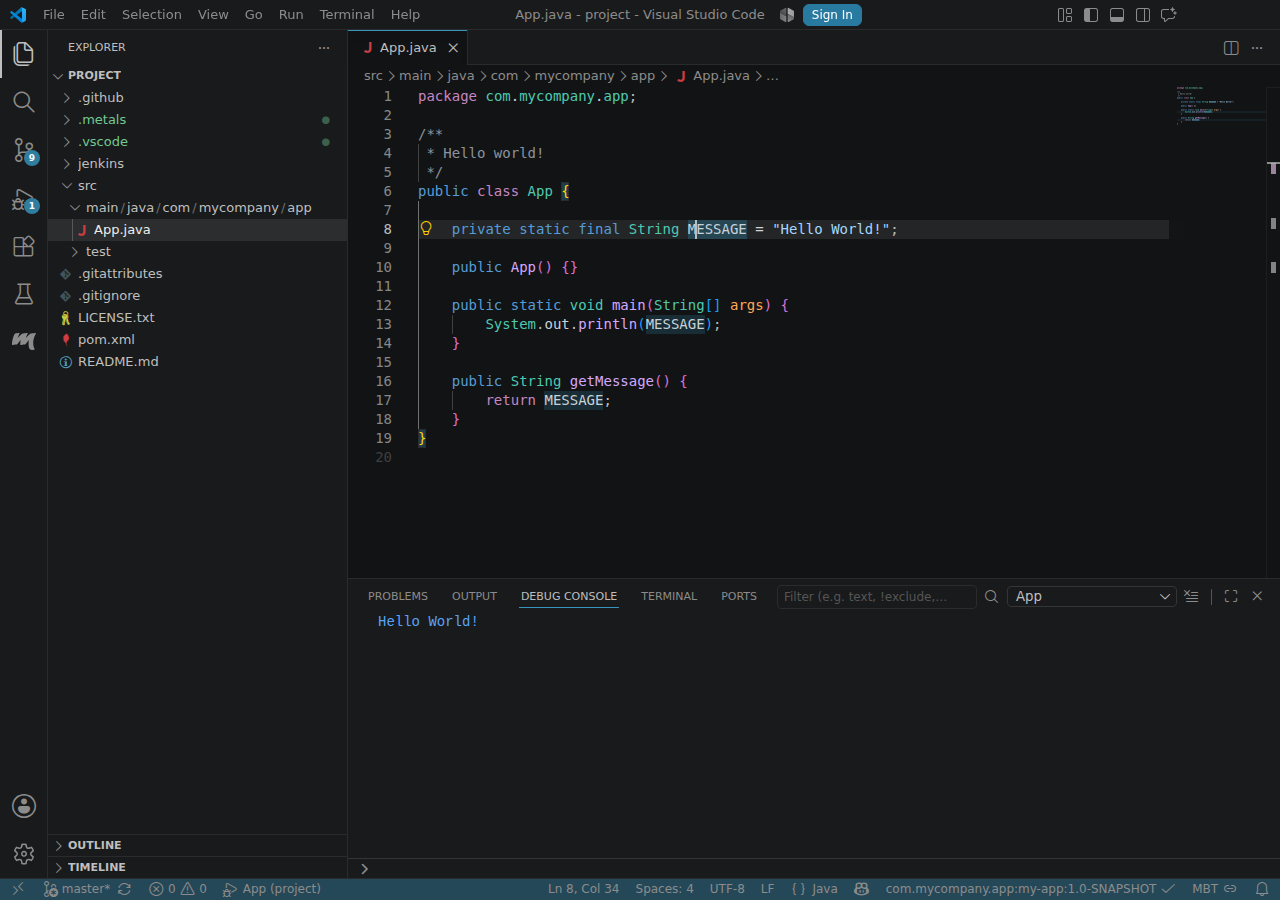 File Edit Selection View Go Run Terminal Help App.java - project - Visual Studio Code Sign In
EXPLORER
PROJECT
.github
.metals
.vscode
jenkins
src
main/java/com/mycompany/app
App.java
test
.gitattributes
.gitignore
LICENSE.txt
pom.xml
README.md
OUTLINE
TIMELINE
9
1
App.java
src main java com mycompany app App.java …
1 package com.mycompany.app;
2
3 /**
4  * Hello world!
5  */
6 public class App {
7
8     private static final String MESSAGE = "Hello World!";
9
10     public App() {}
11
12     public static void main(String[] args) {
13         System.out.println(MESSAGE);
14     }
15
16     public String getMessage() {
17         return MESSAGE;
18     }
19 }
20
PROBLEMS OUTPUT DEBUG CONSOLE TERMINAL PORTS Filter (e.g. text, !exclude,... App
Hello World!
master* 0 0 App (project) Ln 8, Col 34 Spaces: 4 UTF-8 LF { } Java com.mycompany.app:my-app:1.0-SNAPSHOT MBT